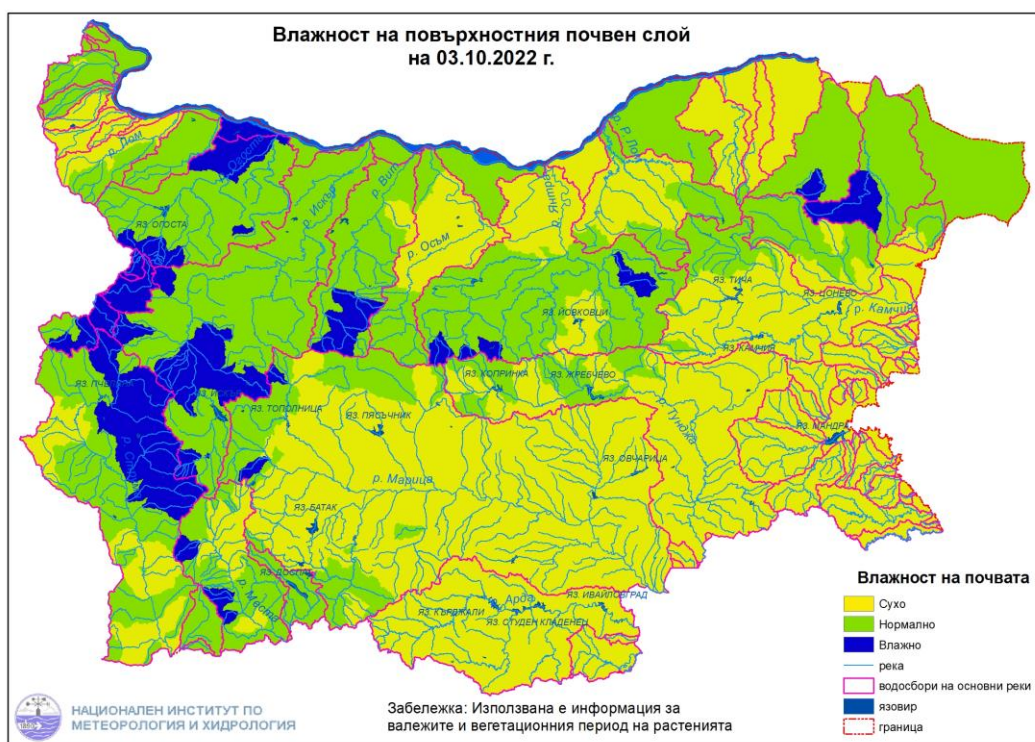 Влажност на повърхностния почвен слой
на 03.10.2022 г.
р. Лом
р. Огоста
р. Искър
р. Вит
р. Осъм
р. Янтра
р. Р. Лом
ЯЗ. ОГОСТА
ЯЗ. ТИЧА
ЯЗ. ЦОНЕВО
р. Камчия
ЯЗ. ЙОВКОВЦИ
ЯЗ. КАМЧИЯ
ЯЗ. КОПРИНКА
ЯЗ. ЖРЕБЧЕВО
ЯЗ. ТОПОЛНИЦА
ЯЗ. ПЯСЪЧНИК
р. Тунджа
ЯЗ. МАНДРА
ЯЗ. ОВЧАРИЦА
р. Марица
ЯЗ. БАТАК
ЯЗ. ДОСПАТ
р. Места
Арда
ЯЗ. ИВАЙЛОВГРАД
ЯЗ. КЪРДЖАЛИ
ЯЗ. СТУДЕН КЛАДЕНЕЦ
Влажност на почвата
Сухо
Нормално
Влажно
река
водосбори на основни реки
язовир
граница
НАЦИОНАЛЕН ИНСТИТУТ ПО
МЕТЕОРОЛОГИЯ И ХИДРОЛОГИЯ
Забележка: Използвана е информация за
валежите и вегетационния период на растенията